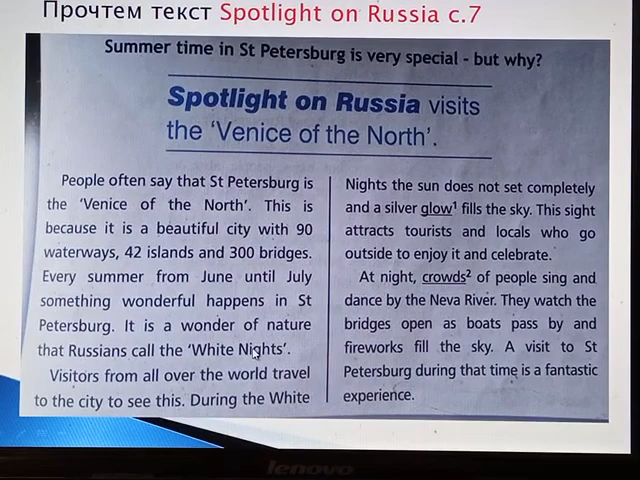 Прочтем текст Spotlight on Russia с.7
Summer time in St Petersburg is very special - but why?
Spotlight on Russia visits
the 'Venice of the North'.
People often say that St Petersburg is
the 'Venice of the North'. This is
because it is a beautiful city with 90
waterways, 42 islands and 300 bridges.
Every summer from June until July
something wonderful happens in St
Petersburg. It is a wonder of nature
that Russians call the 'White Nights'.
Visitors from all over the world travel
to the city to see this. During the White
Nights the sun does not set completely
and a silver glow¹ fills the sky. This sight
attracts tourists and locals who go
outside to enjoy it and celebrate.
At night, crowds² of people sing and
dance by the Neva River. They watch the
bridges open as boats pass by and
fireworks fill the sky. A visit to St
Petersburg during that time is a fantastic
experience.
lenovo